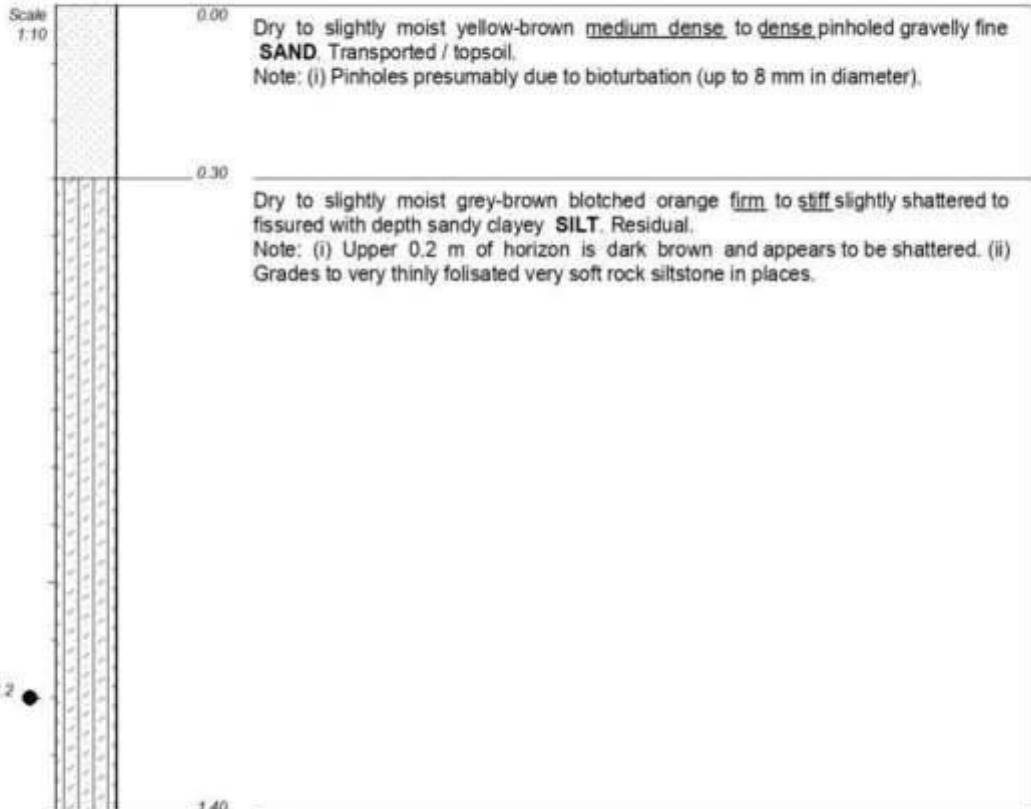 Scale
1:10
0.00
Dry to slightly moist yellow-brown medium dense to dense pinholed gravelly fine
SAND. Transported / topsoil.
Note: (i) Pinholes presumably due to bioturbation (up to 8 mm in diameter).
0.30
Dry to slightly moist grey-brown blotched orange firm to stiff slightly shattered to
fissured with depth sandy clayey SILT. Residual.
Note: (i) Upper 0.2 m of horizon is dark brown and appears to be shattered. (ii)
Grades to very thinly folisated very soft rock siltstone in places.
2
1.40